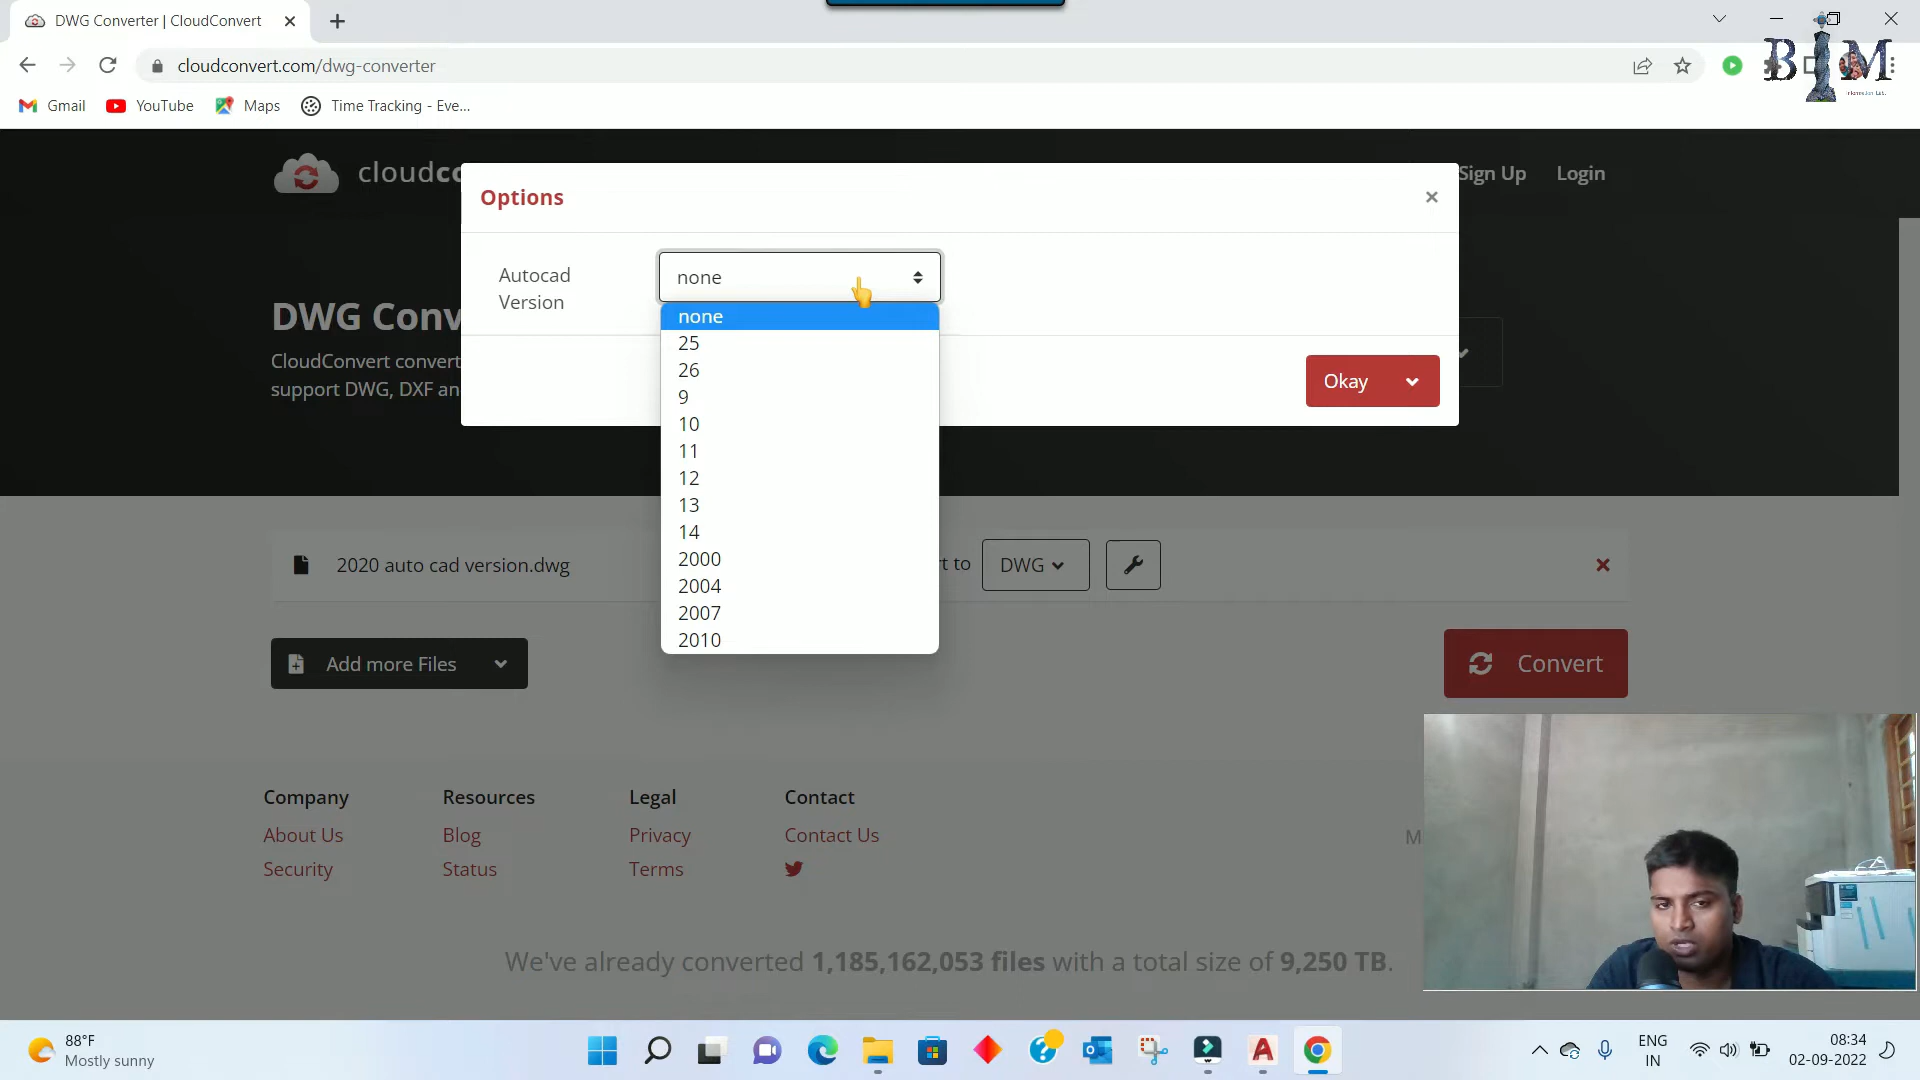 DWG Converter | CloudConvert
cloudconvert.com/dwg-converter
BIM
Gmail
YouTube
Maps
Time Tracking - Eve...
cloudco
Sign Up
Login
Options
Autocad
Version
none
none
25
26
9
10
11
12
13
14
2000
2004
2007
2010
Okay
DWG Conv
CloudConvert convert
support DWG, DXF an
2020 auto cad version.dwg
rt to
DWG
Add more Files
Convert
Company
Resources
Legal
Contact
About Us
Blog
Privacy
Contact Us
M
Security
Status
Terms
We've already converted 1,185,162,053 files with a total size of 9,250 TB.
88°F
Mostly sunny
ENG
IN
08:34
02-09-2022